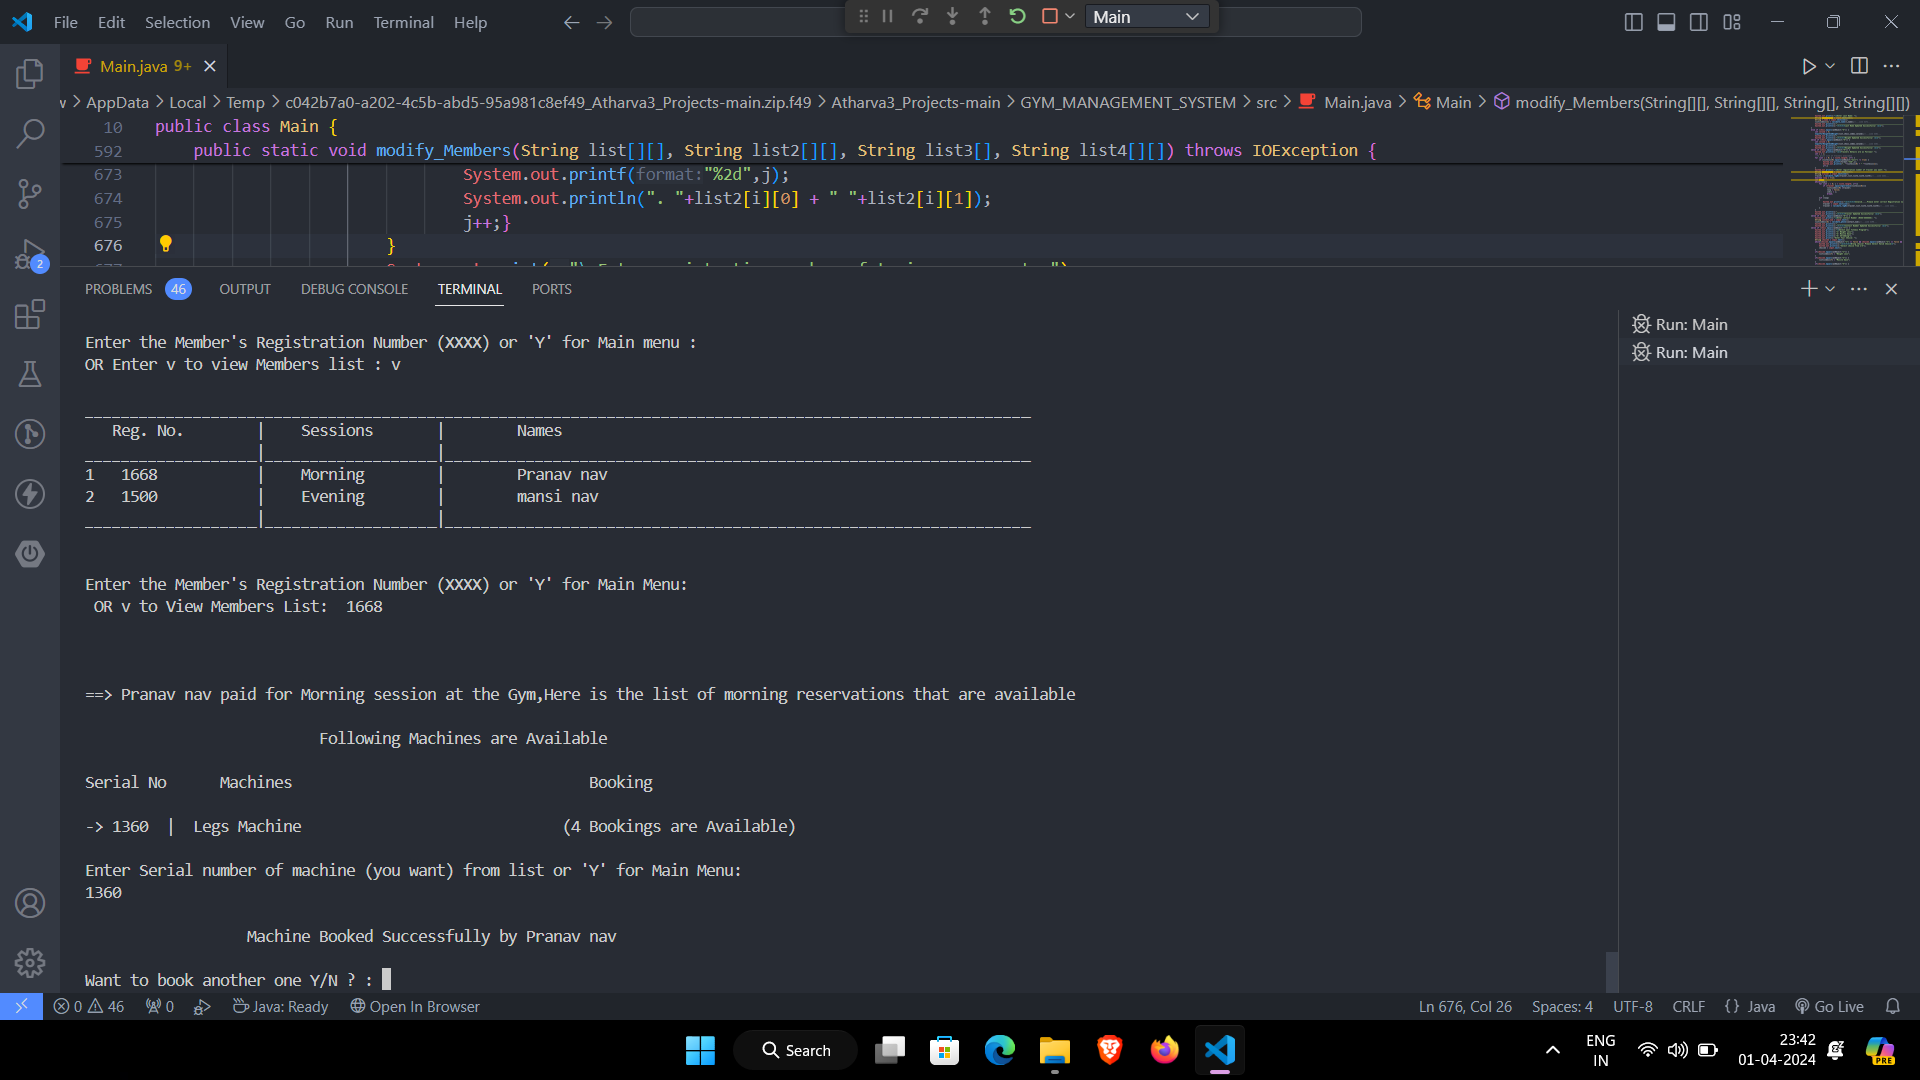 File Edit Selection View Go Run Terminal Help
Main
Main.java 9+
AppData > Local > Temp > c042b7a0-a202-4c5b-abd5-95a981c8ef49_Atharva3_Projects-main.zip.f49 > Atharva3_Projects-main > GYM_MANAGEMENT_SYSTEM > src > Main.java > Main > modify_Members(String[][], String[][], String[], String[][])
10 public class Main {
592 public static void modify_Members(String list[][], String list2[][], String list3[], String list4[][]) throws IOException {
673 System.out.printf(format:"%2d",j);
674 System.out.println(". "+list2[i][0] + " "+list2[i][1]);
675 j++;}
676 }
PROBLEMS 46 OUTPUT DEBUG CONSOLE TERMINAL PORTS
Run: Main
Run: Main
Enter the Member's Registration Number (XXXX) or 'Y' for Main menu :
OR Enter v to view Members list : v
Reg. No. | Sessions | Names
1 1668 | Morning | Pranav nav
2 1500 | Evening | mansi nav
Enter the Member's Registration Number (XXXX) or 'Y' for Main Menu:
OR v to View Members List: 1668
==> Pranav nav paid for Morning session at the Gym,Here is the list of morning reservations that are available
Following Machines are Available
Serial No Machines Booking
-> 1360 | Legs Machine (4 Bookings are Available)
Enter Serial number of machine (you want) from list or 'Y' for Main Menu:
1360
Machine Booked Successfully by Pranav nav
Want to book another one Y/N ? :
2
0 46 0 Java: Ready Open In Browser Ln 676, Col 26 Spaces: 4 UTF-8 CRLF {} Java Go Live
Search
ENG
IN
23:42
01-04-2024
PRE